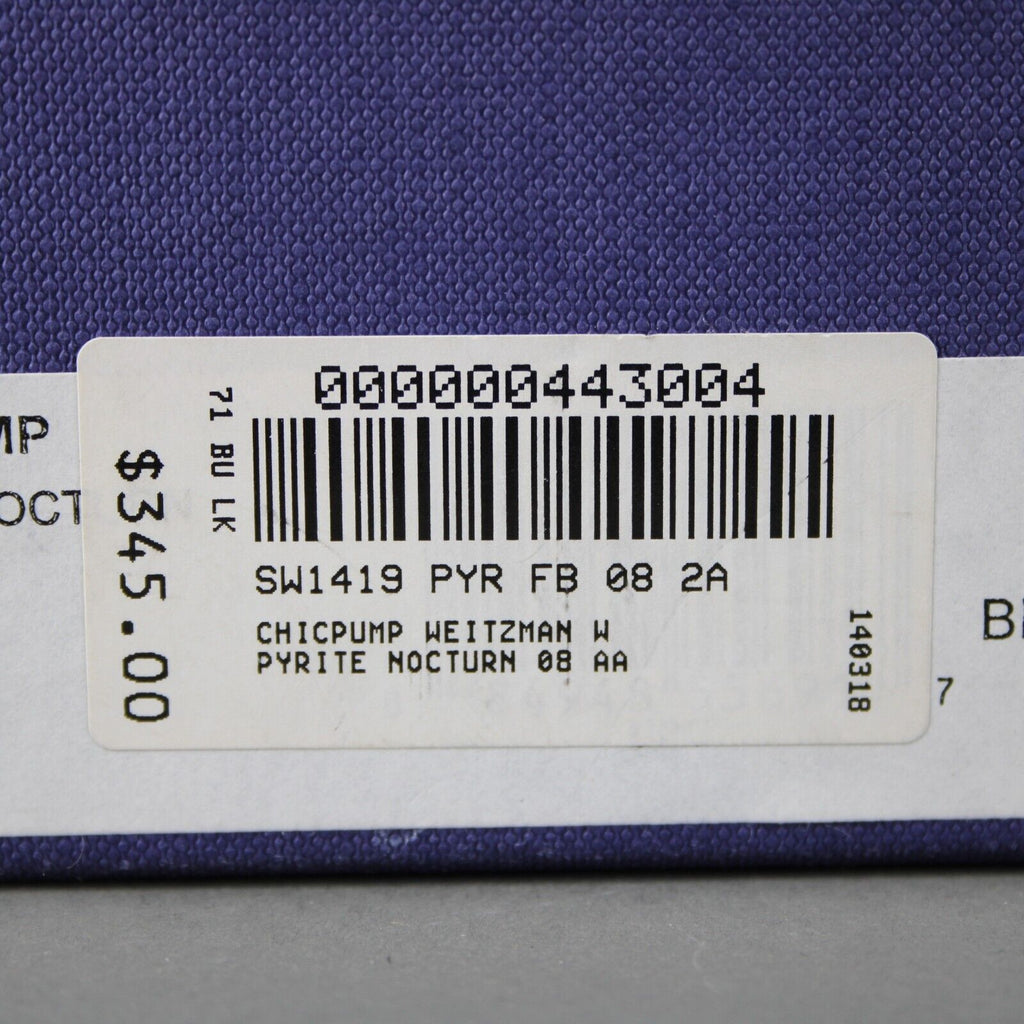 000000443004
71 BU LK
$345.00
SW1419 PYR FB 08 2A
CHICPUMP WEITZMAN W
PYRITE NOCTURN 08 AA
140318
MP
OCT
B
7